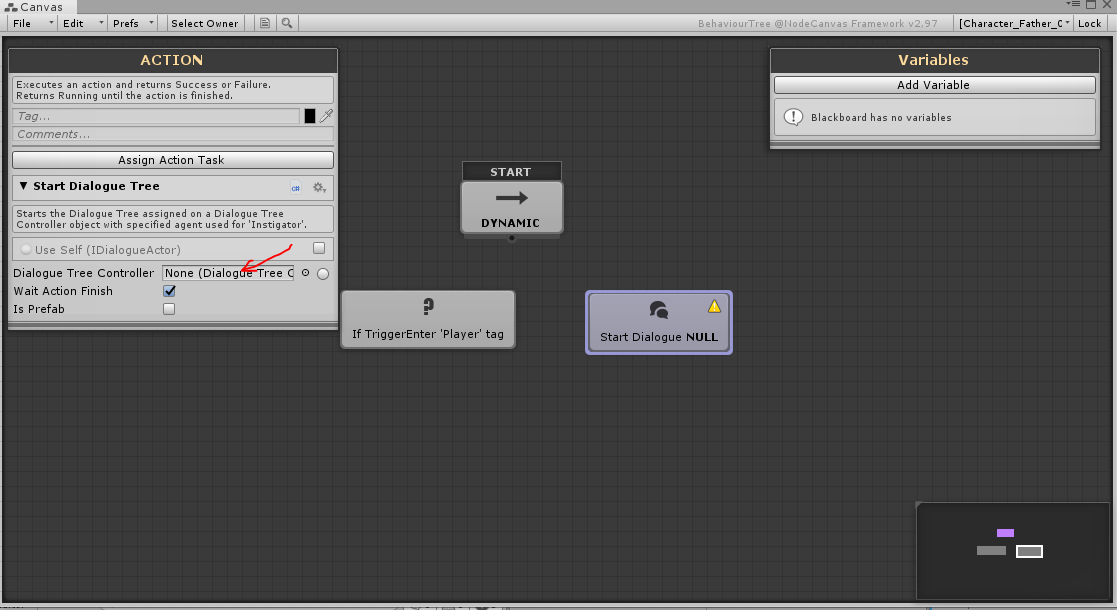 Canvas
File Edit Prefs Select Owner BehaviourTree @NodeCanvas Framework v2.97 [Character_Father_C Lock
ACTION
Executes an action and returns Success or Failure.
Returns Running until the action is finished.
Tag...
Comments...
Assign Action Task
▼ Start Dialogue Tree C#
Starts the Dialogue Tree assigned on a Dialogue Tree
Controller object with specified agent used for 'Instigator'.
Use Self (IDialogueActor)
Dialogue Tree Controller None (Dialogue Tree C
Wait Action Finish
Is Prefab
START
DYNAMIC
If TriggerEnter 'Player' tag
Start Dialogue NULL
Variables
Add Variable
Blackboard has no variables